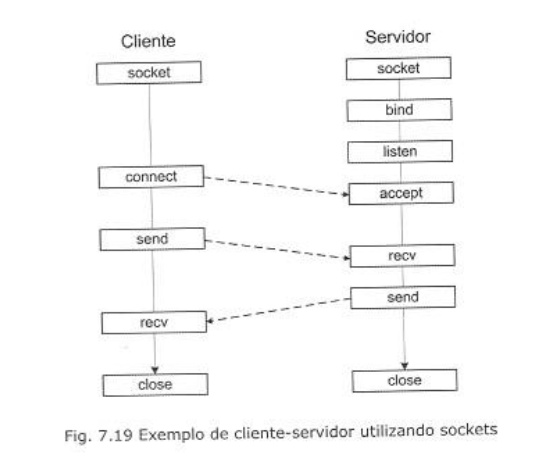 Cliente
Servidor
socket
socket
bind
listen
connect
accept
send
recv
send
recv
close
close
Fig. 7.19 Exemplo de cliente-servidor utilizando sockets